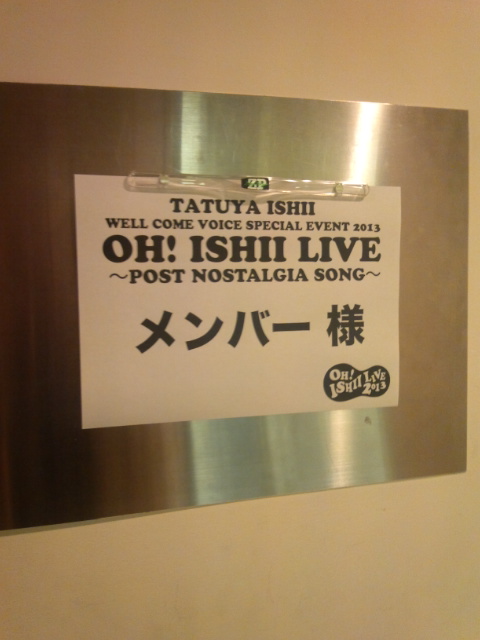 ZP
TATUYA ISHII
WELL COME VOICE SPECIAL EVENT 2013
OH! ISHII LIVE
～POST NOSTALGIA SONG～
メンバー 様
OH!
ISHII LIVE
2013